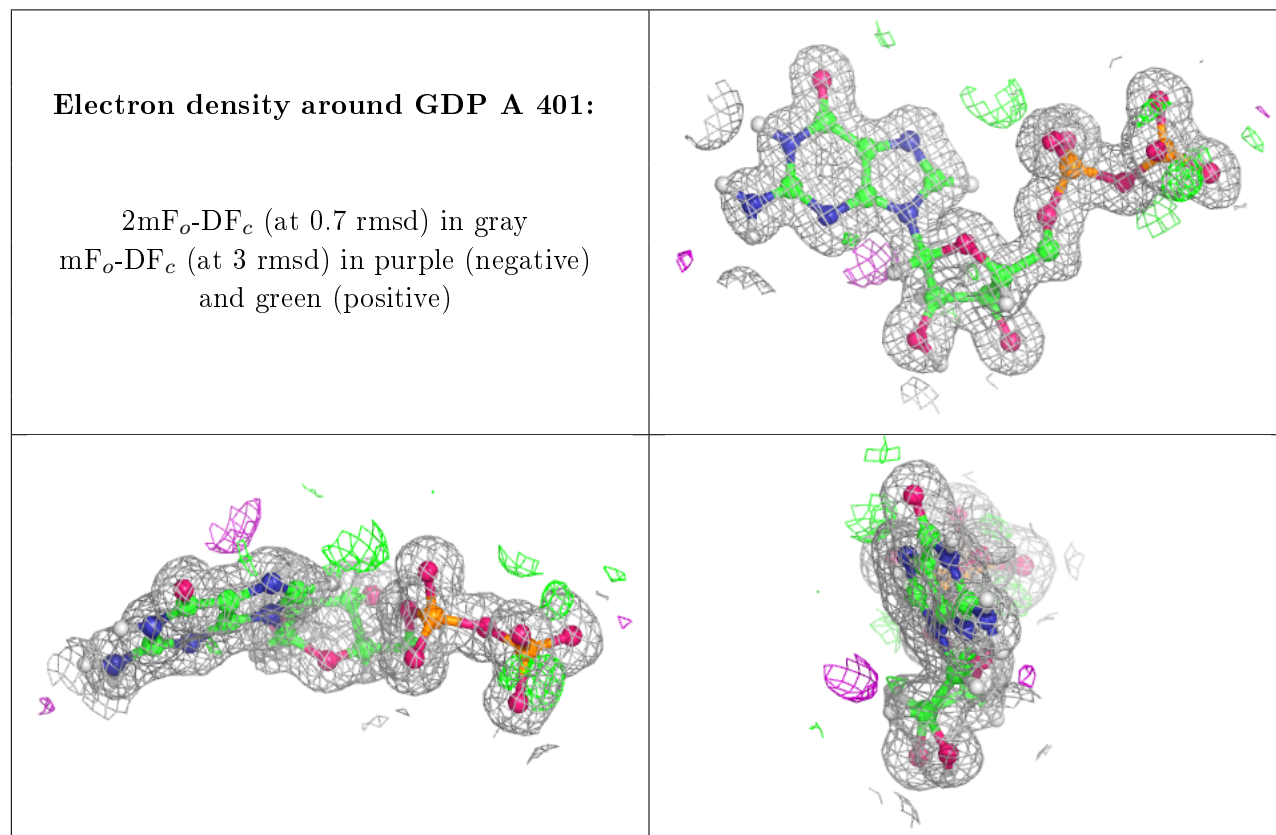 Electron density around GDP A 401:
2mFo-DFc (at 0.7 rmsd) in gray
mFo-DFc (at 3 rmsd) in purple (negative)
and green (positive)